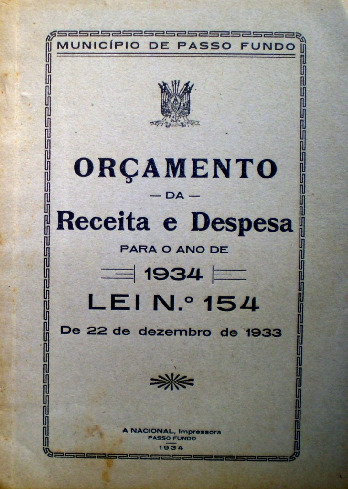 MUNICÍPIO DE PASSO FUNDO
ORÇAMENTO
— DA —
Receita e Despesa
PARA O ANO DE
1934
LEI N.º 154
De 22 de dezembro de 1933
A NACIONAL, Impressora
PASSO FUNDO
1934